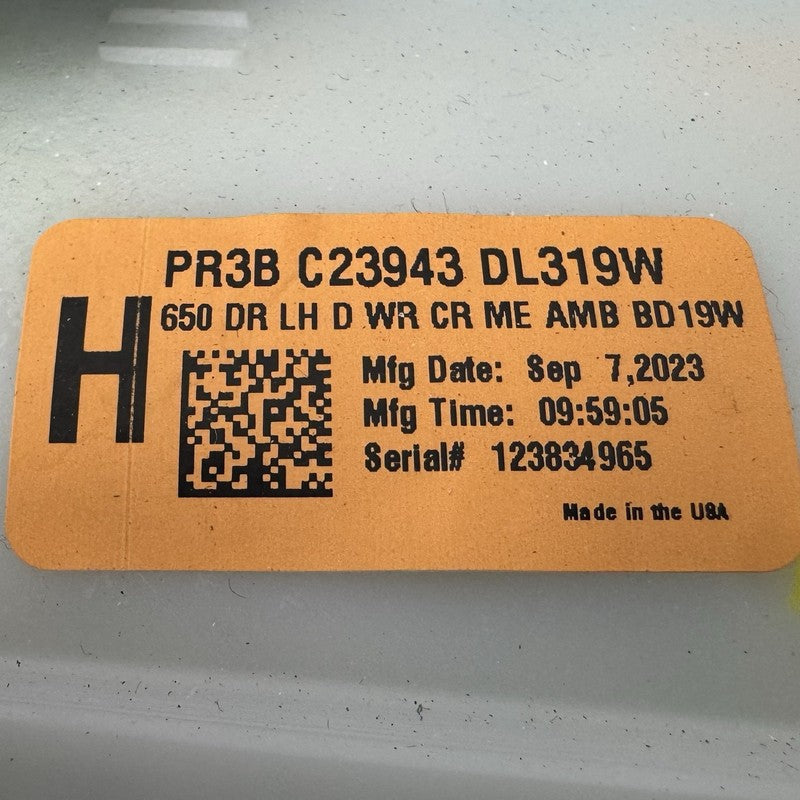 PR3B C23943 DL319W
650 DR LH D WR CR ME AMB BD19W
H
Mfg Date: Sep 7,2023
Mfg Time: 09:59:05
Serial# 123834965
Made in the USA